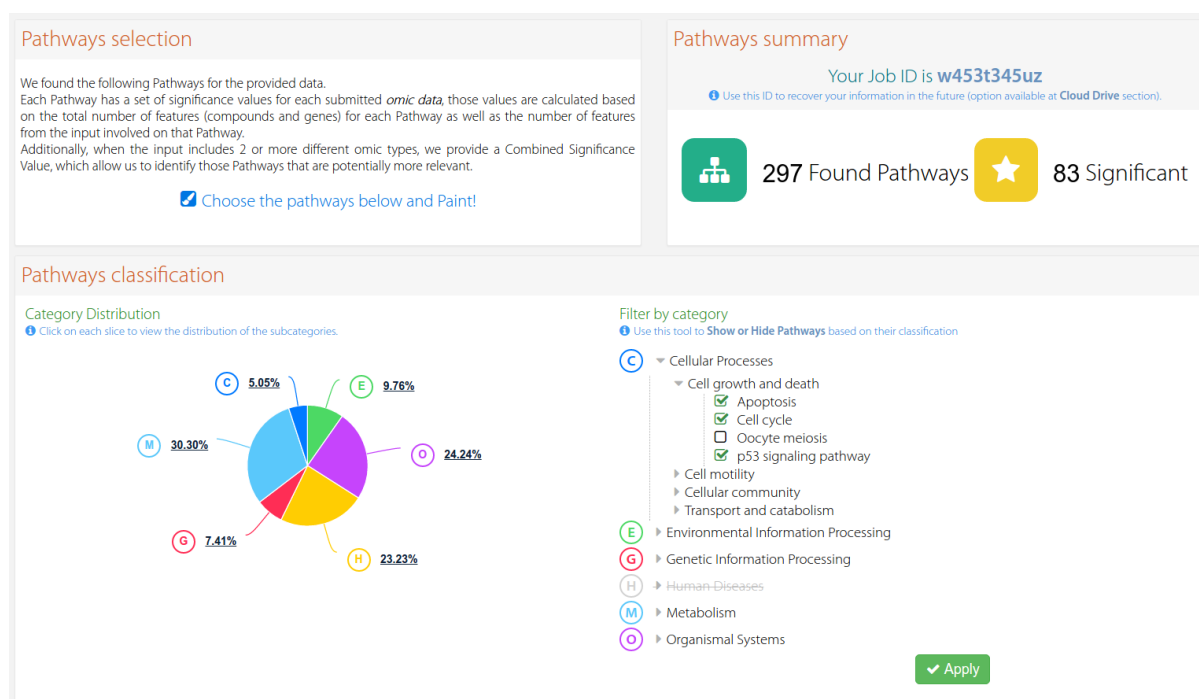 Pathways selection
We found the following Pathways for the provided data.
Each Pathway has a set of significance values for each submitted omic data, those values are calculated based
on the total number of features (compounds and genes) for each Pathway as well as the number of features
from the input involved on that Pathway.
Additionally, when the input includes 2 or more different omic types, we provide a Combined Significance
Value, which allow us to identify those Pathways that are potentially more relevant.
Choose the pathways below and Paint!
Pathways summary
Your Job ID is w453t345uz
Use this ID to recover your information in the future (option available at Cloud Drive section).
297 Found Pathways
83 Significant
Pathways classification
Category Distribution
Click on each slice to view the distribution of the subcategories.
C 5.05%
E 9.76%
M 30.30%
O 24.24%
G 7.41%
H 23.23%
Filter by category
Use this tool to Show or Hide Pathways based on their classification
C Cellular Processes
Cell growth and death
Apoptosis
Cell cycle
Oocyte meiosis
p53 signaling pathway
Cell motility
Cellular community
Transport and catabolism
E Environmental Information Processing
G Genetic Information Processing
H Human Diseases
M Metabolism
O Organismal Systems
Apply